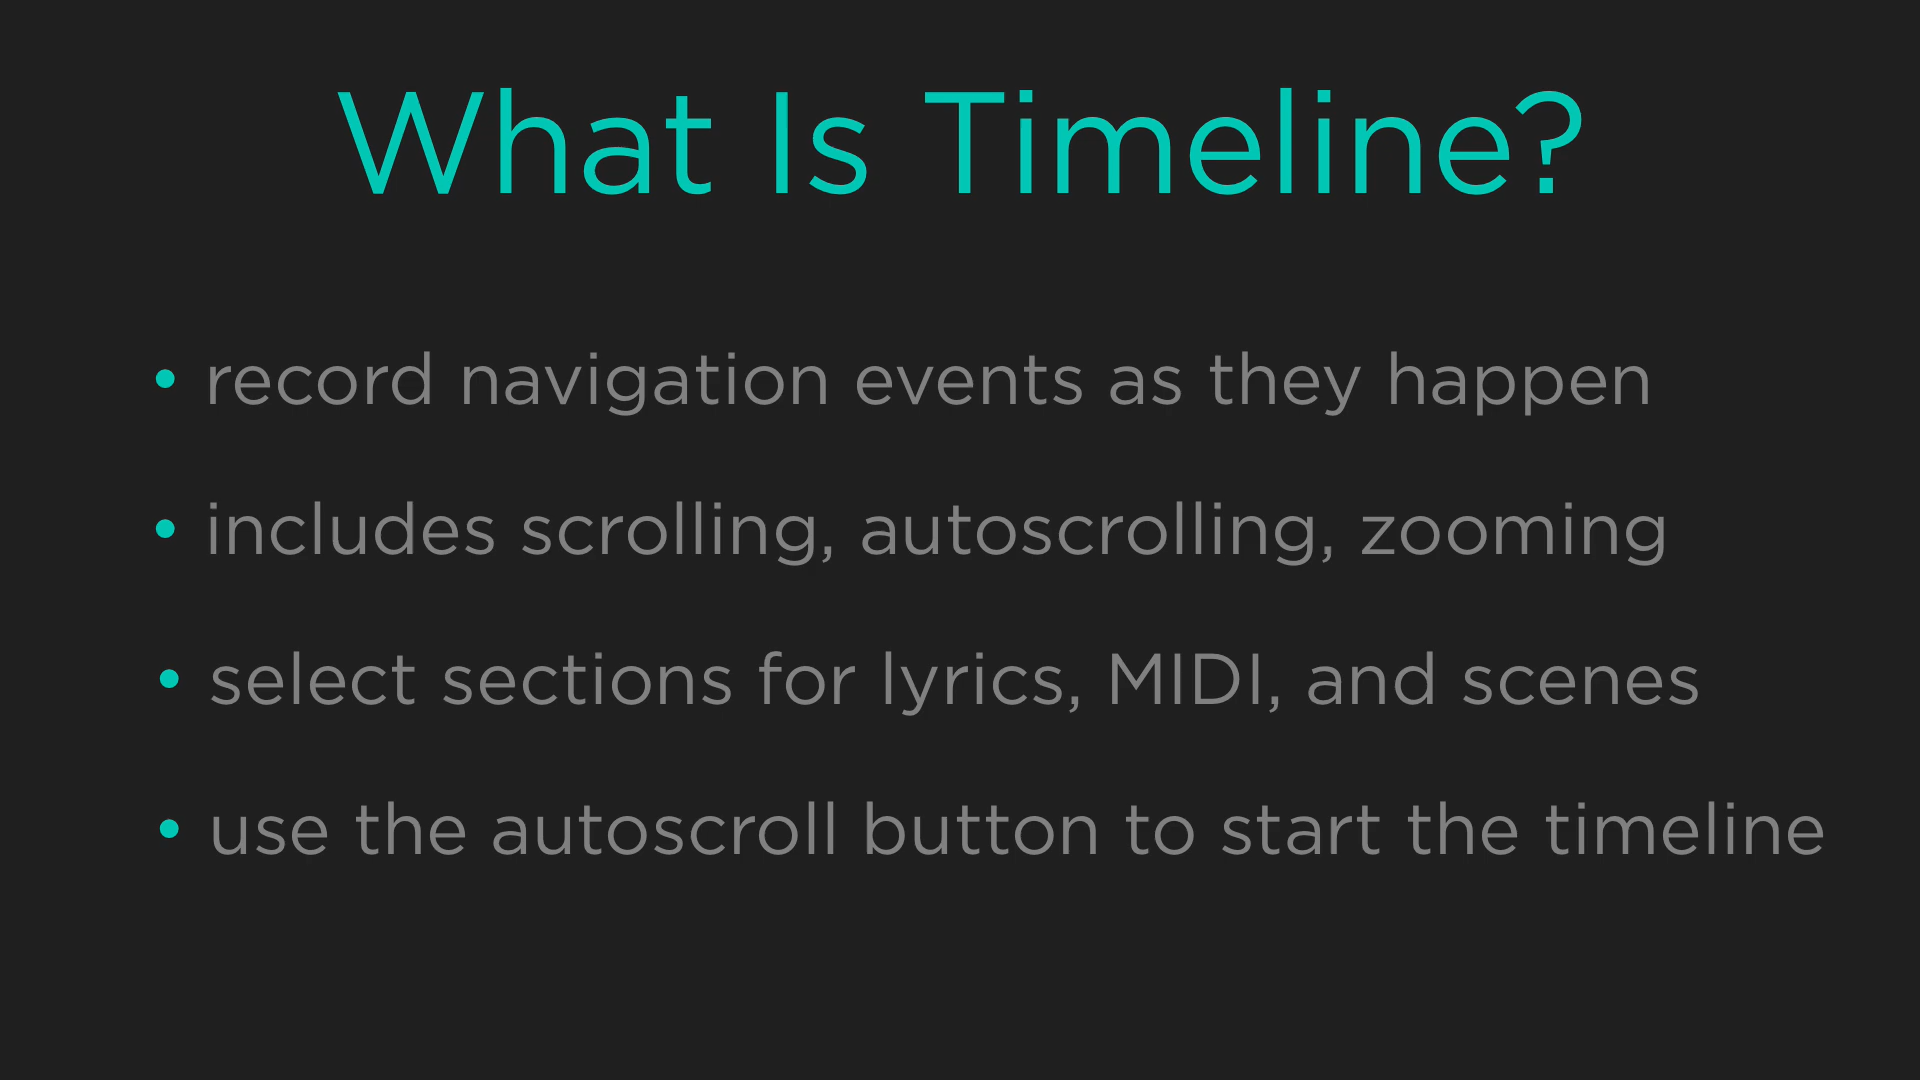 What Is Timeline?
• record navigation events as they happen
• includes scrolling, autoscrolling, zooming
• select sections for lyrics, MIDI, and scenes
• use the autoscroll button to start the timeline